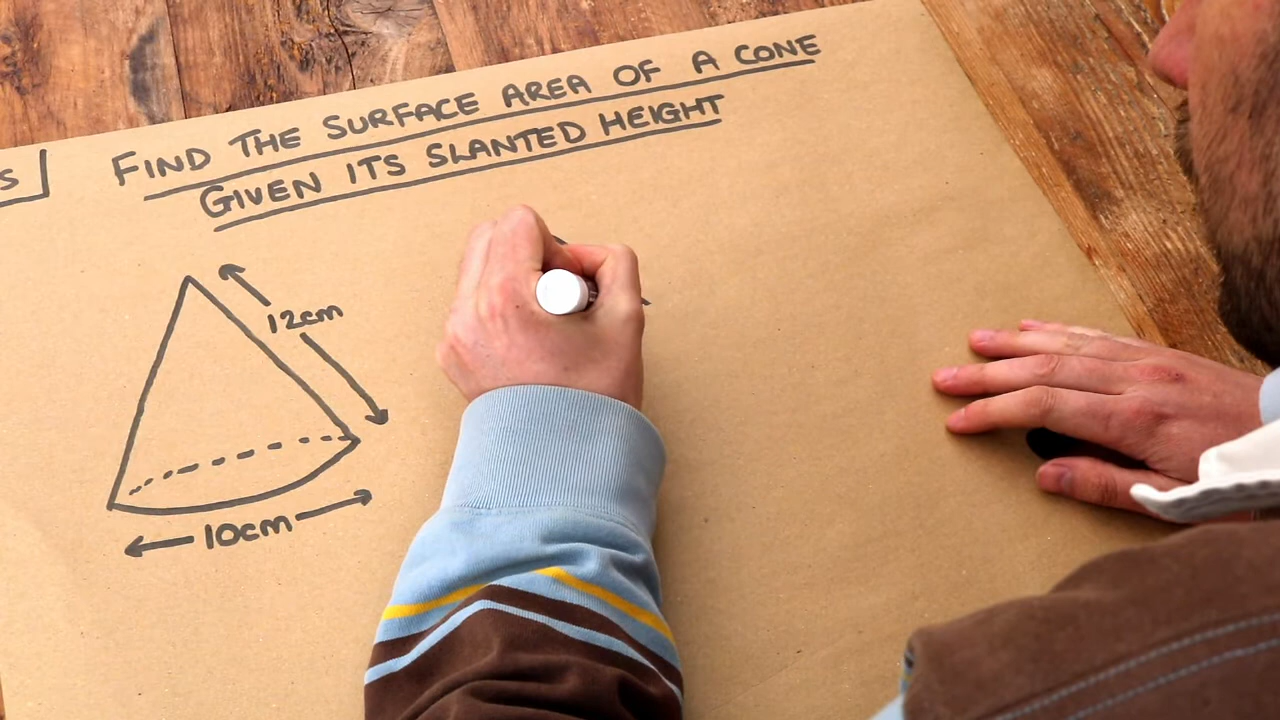 FIND THE SURFACE AREA OF A CONE
GIVEN ITS SLANTED HEIGHT
12cm
10cm